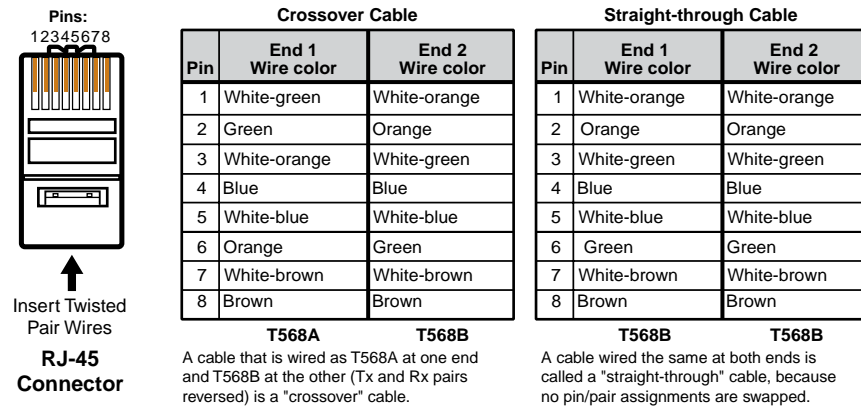 Pins:
12345678
Insert Twisted
Pair Wires
RJ-45
Connector
Crossover Cable
Pin End 1 Wire color End 2 Wire color
1 White-green White-orange
2 Green Orange
3 White-orange White-green
4 Blue Blue
5 White-blue White-blue
6 Orange Green
7 White-brown White-brown
8 Brown Brown
T568A T568B
A cable that is wired as T568A at one end
and T568B at the other (Tx and Rx pairs
reversed) is a "crossover" cable.
Straight-through Cable
Pin End 1 Wire color End 2 Wire color
1 White-orange White-orange
2 Orange Orange
3 White-green White-green
4 Blue Blue
5 White-blue White-blue
6 Green Green
7 White-brown White-brown
8 Brown Brown
T568B T568B
A cable wired the same at both ends is
called a "straight-through" cable, because
no pin/pair assignments are swapped.